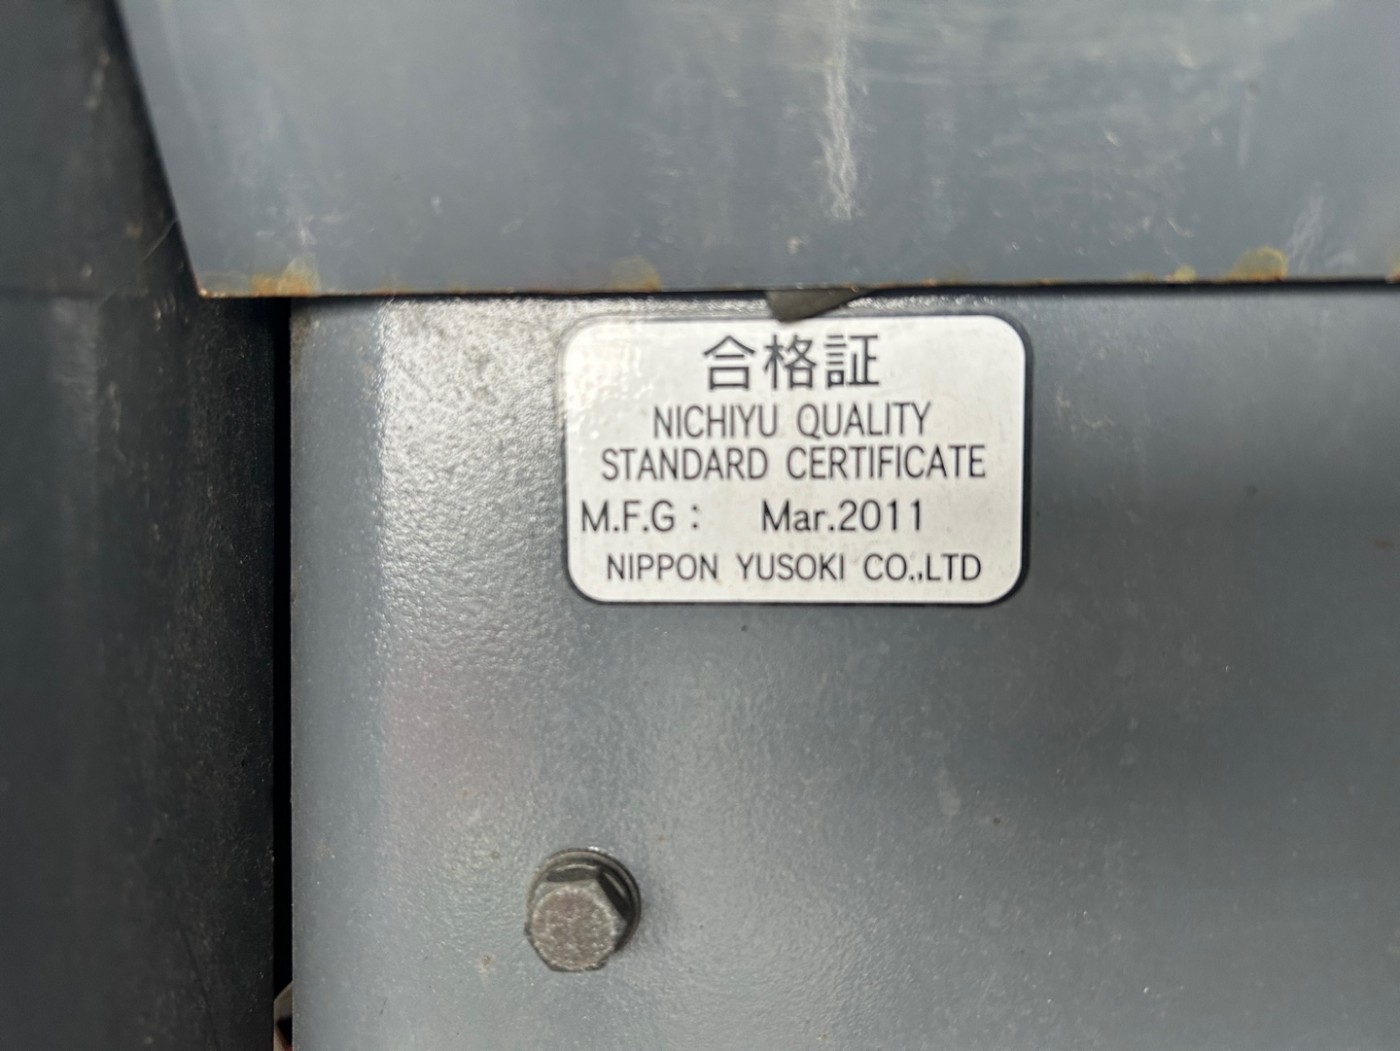 合格証
NICHIYU QUALITY
STANDARD CERTIFICATE
M.F.G : Mar.2011
NIPPON YUSOKI CO.,LTD